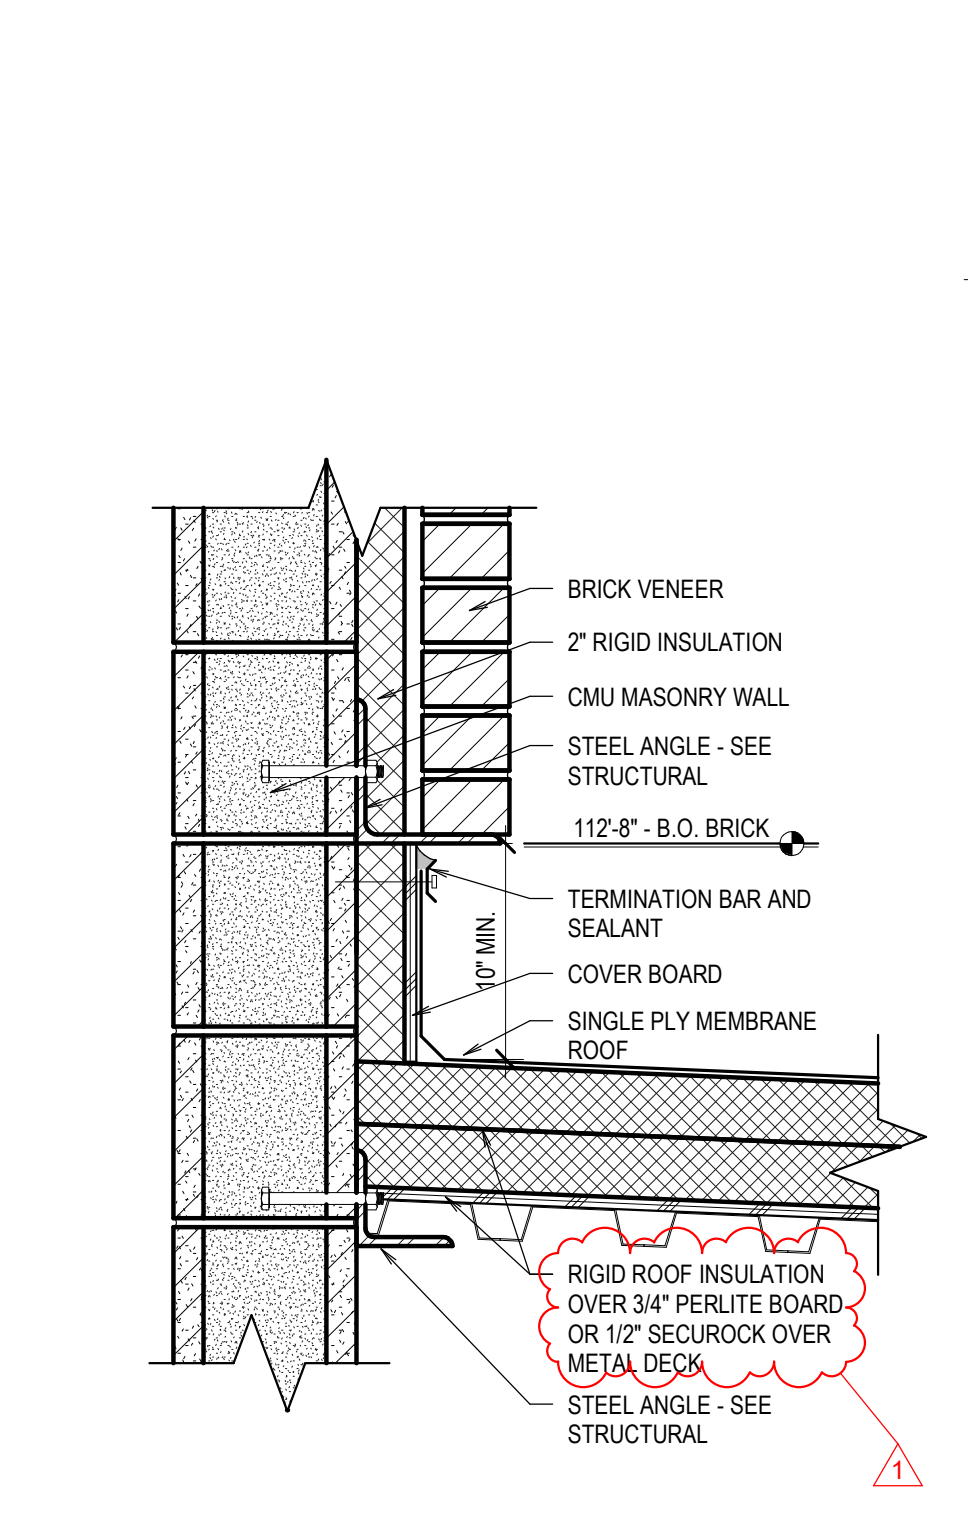 BRICK VENEER
2" RIGID INSULATION
CMU MASONRY WALL
STEEL ANGLE - SEE
STRUCTURAL
112'-8" - B.O. BRICK
TERMINATION BAR AND
SEALANT
10" MIN.
COVER BOARD
SINGLE PLY MEMBRANE
ROOF
RIGID ROOF INSULATION
OVER 3/4" PERLITE BOARD
OR 1/2" SECUROCK OVER
METAL DECK
STEEL ANGLE - SEE
STRUCTURAL
1